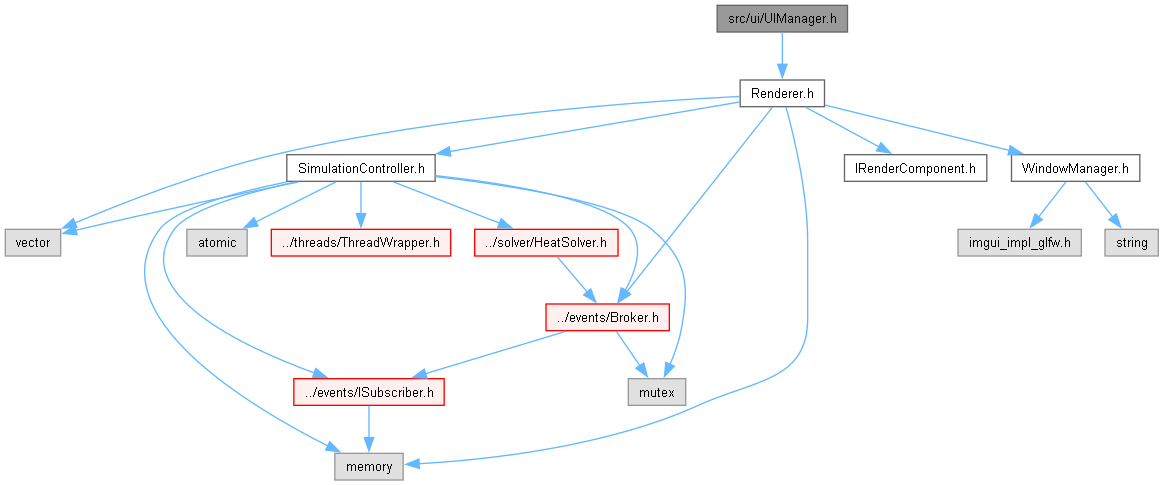 src/ui/UIManager.h
Renderer.h
SimulationController.h
IRenderComponent.h
WindowManager.h
vector
atomic
../threads/ThreadWrapper.h
../solver/HeatSolver.h
imgui_impl_glfw.h
string
../events/Broker.h
../events/ISubscriber.h
mutex
memory